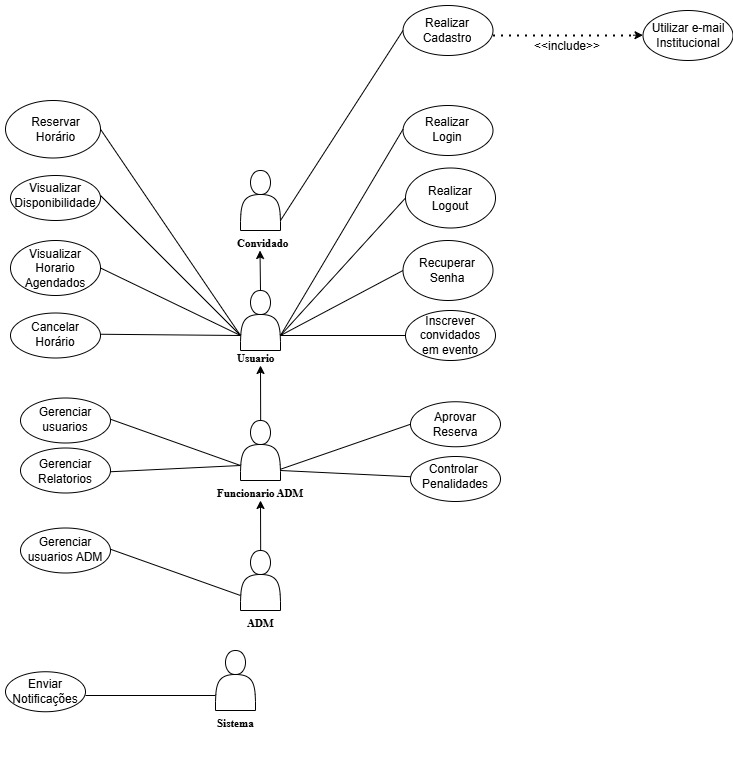 Realizar
Cadastro
<<include>>
Utilizar e-mail
Institucional
Reservar
Horário
Realizar
Login
Visualizar
Disponibilidade
Realizar
Logout
Convidado
Visualizar
Horario
Agendados
Recuperar
Senha
Cancelar
Horário
Inscrever
convidados
em evento
Usuario
Gerenciar
usuarios
Aprovar
Reserva
Gerenciar
Relatorios
Controlar
Penalidades
Funcionario ADM
Gerenciar
usuarios ADM
ADM
Enviar
Notificações
Sistema